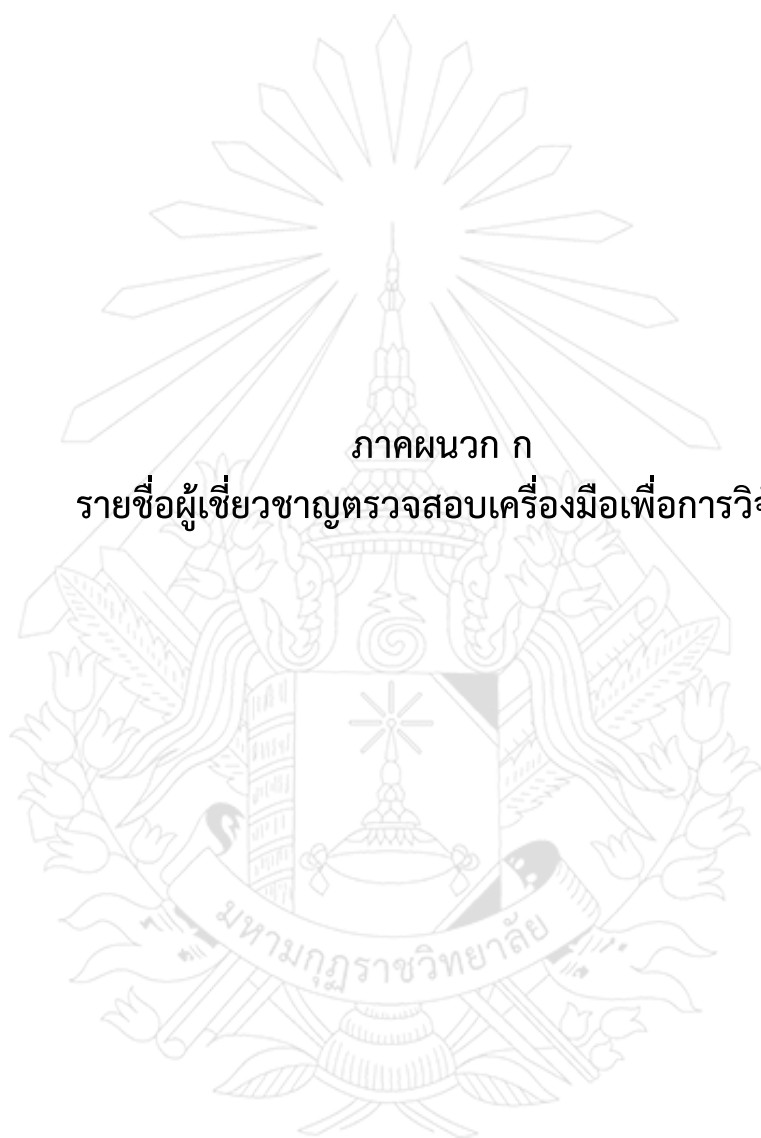 ภาคผนวก ก
รายชื่อผู้เชี่ยวชาญตรวจสอบเครื่องมือเพื่อการวิจ
มหามกุฏราชวิทยาลัย